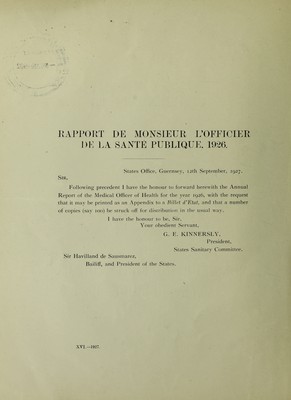 RAPPORT DE MONSIEUR L'OFFICIER
DE LA SANTE PUBLIQUE, 1926.
States Office, Guernsey, 12th September, 1927.
SIR,
Following precedent I have the honour to forward herewith the Annual
Report of the Medical Officer of Health for the year 1926, with the request
that it may be printed as an Appendix to a Billet d'Etat, and that a number
of copies (say 100) be struck off for distribution in the usual way.
I have the honour to be, Sir,
Your obedient Servant,
G. E. KINNERSLY,
President,
States Sanitary Committee.
Sir Havilland de Sausmarez,
Bailiff, and President of the States.
XVI.—1927.